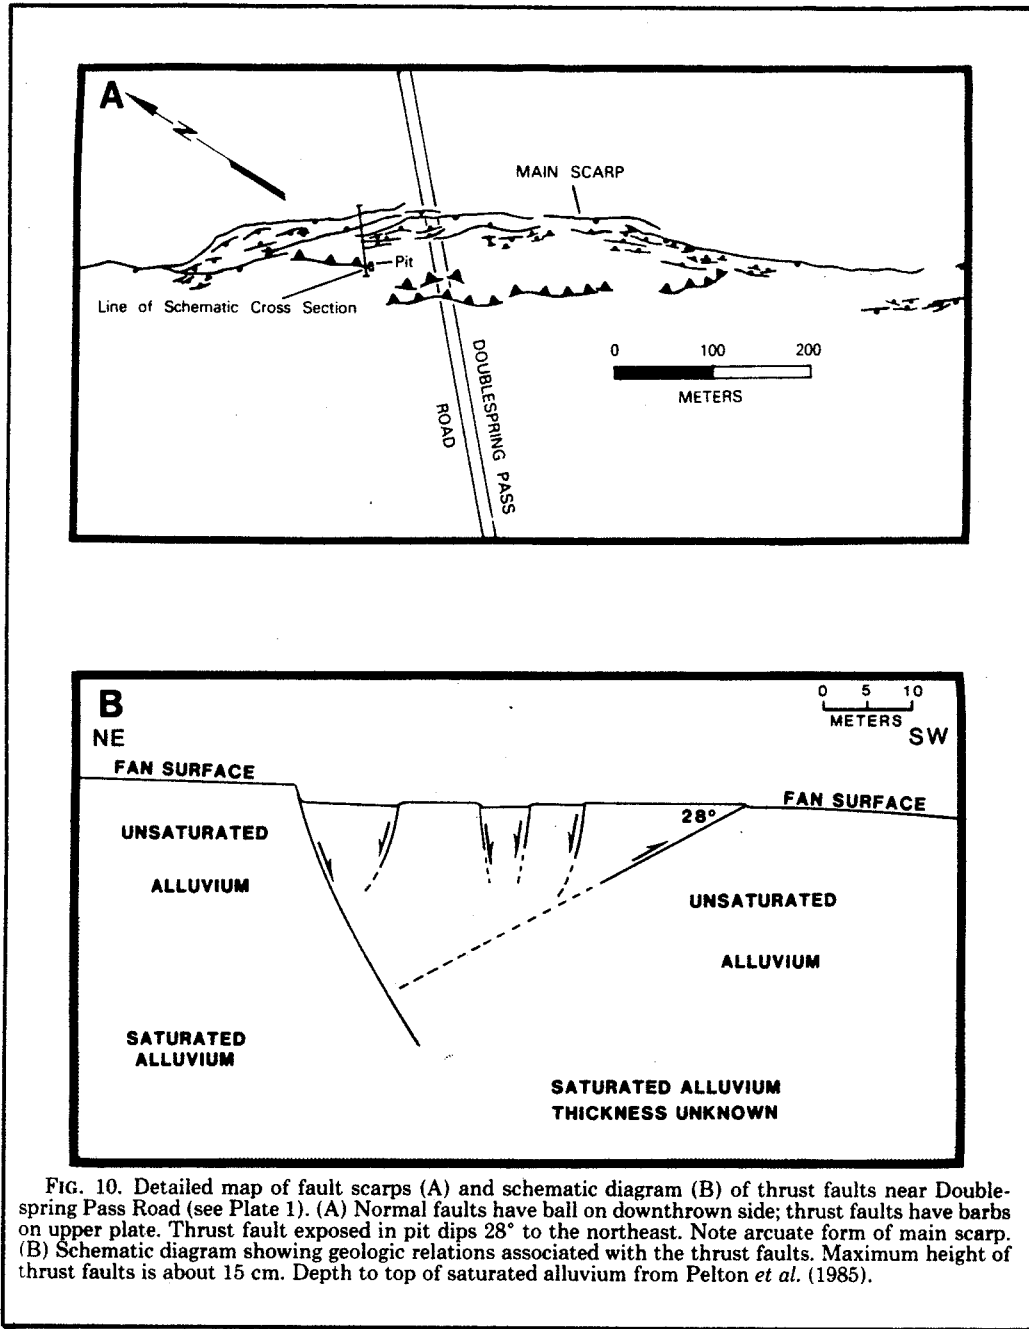 A
N
MAIN SCARP
Pit
Line of Schematic Cross Section
0 100 200
METERS
DOUBLESPRING PASS
ROAD
B
0 5 10
METERS
NE
SW
FAN SURFACE
FAN SURFACE
28°
UNSATURATED
ALLUVIUM
UNSATURATED
ALLUVIUM
SATURATED
ALLUVIUM
SATURATED ALLUVIUM
THICKNESS UNKNOWN
FIG. 10. Detailed map of fault scarps (A) and schematic diagram (B) of thrust faults near Double-
spring Pass Road (see Plate 1). (A) Normal faults have ball on downthrown side; thrust faults have barbs
on upper plate. Thrust fault exposed in pit dips 28° to the northeast. Note arcuate form of main scarp.
(B) Schematic diagram showing geologic relations associated with the thrust faults. Maximum height of
thrust faults is about 15 cm. Depth to top of saturated alluvium from Pelton et al. (1985).